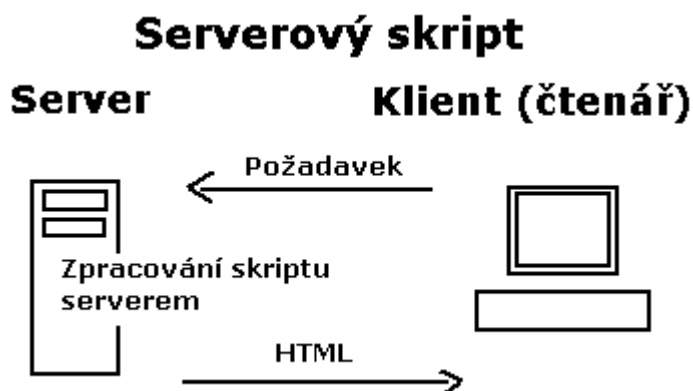 Serverový skript
Server
Klient (čtenář)
Požadavek
Zpracování skriptu
serverem
HTML